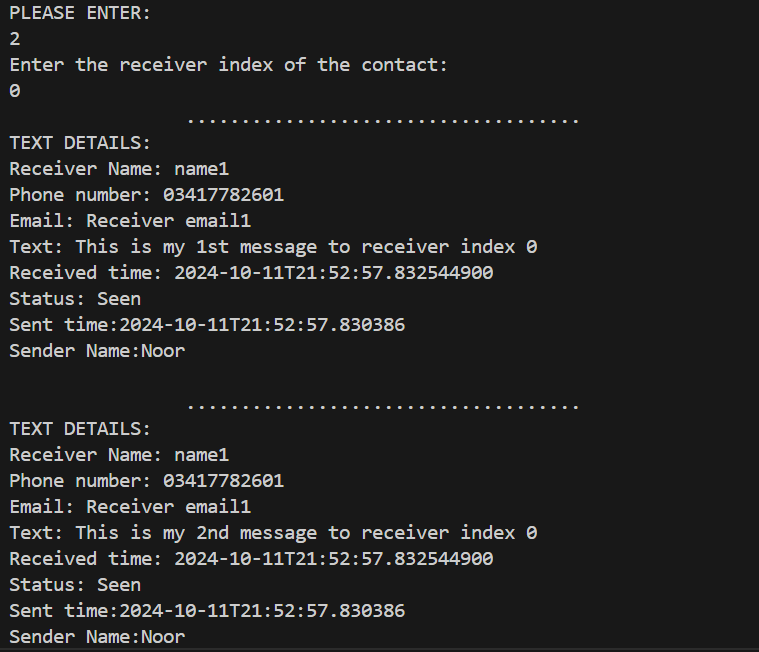 PLEASE ENTER:
2
Enter the receiver index of the contact:
0
....................................
TEXT DETAILS:
Receiver Name: name1
Phone number: 03417782601
Email: Receiver email1
Text: This is my 1st message to receiver index 0
Received time: 2024-10-11T21:52:57.832544900
Status: Seen
Sent time:2024-10-11T21:52:57.830386
Sender Name:Noor
....................................
TEXT DETAILS:
Receiver Name: name1
Phone number: 03417782601
Email: Receiver email1
Text: This is my 2nd message to receiver index 0
Received time: 2024-10-11T21:52:57.832544900
Status: Seen
Sent time:2024-10-11T21:52:57.830386
Sender Name:Noor